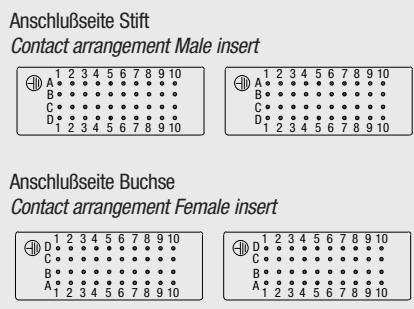 Anschlußseite Stift
Contact arrangement Male insert
1 2 3 4 5 6 7 8 9 10 1 2 3 4 5 6 7 8 9 10
A A
B B
C C
D D
1 2 3 4 5 6 7 8 9 10 1 2 3 4 5 6 7 8 9 10
Anschlußseite Buchse
Contact arrangement Female insert
1 2 3 4 5 6 7 8 9 10 1 2 3 4 5 6 7 8 9 10
D D
C C
B B
A A
1 2 3 4 5 6 7 8 9 10 1 2 3 4 5 6 7 8 9 10